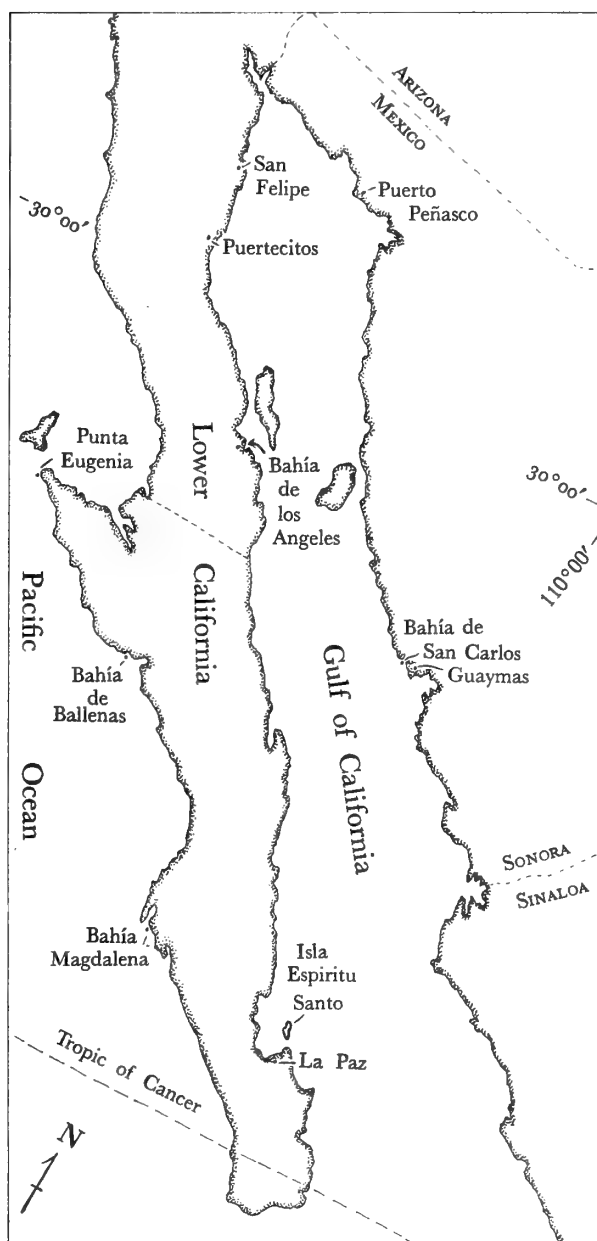 ARIZONA
MEXICO
San
Felipe
Puerto
Peñasco
30°00′
Puertecitos
Punta
Eugenia
Lower
California
Bahía
de
los
Angeles
30°00′
110°00′
Pacific
Ocean
Bahía
de
Ballenas
Gulf of California
Bahía de
San Carlos
Guaymas
SONORA
SINALOA
Bahía
Magdalena
Isla
Espiritu
Santo
La Paz
Tropic of Cancer
N